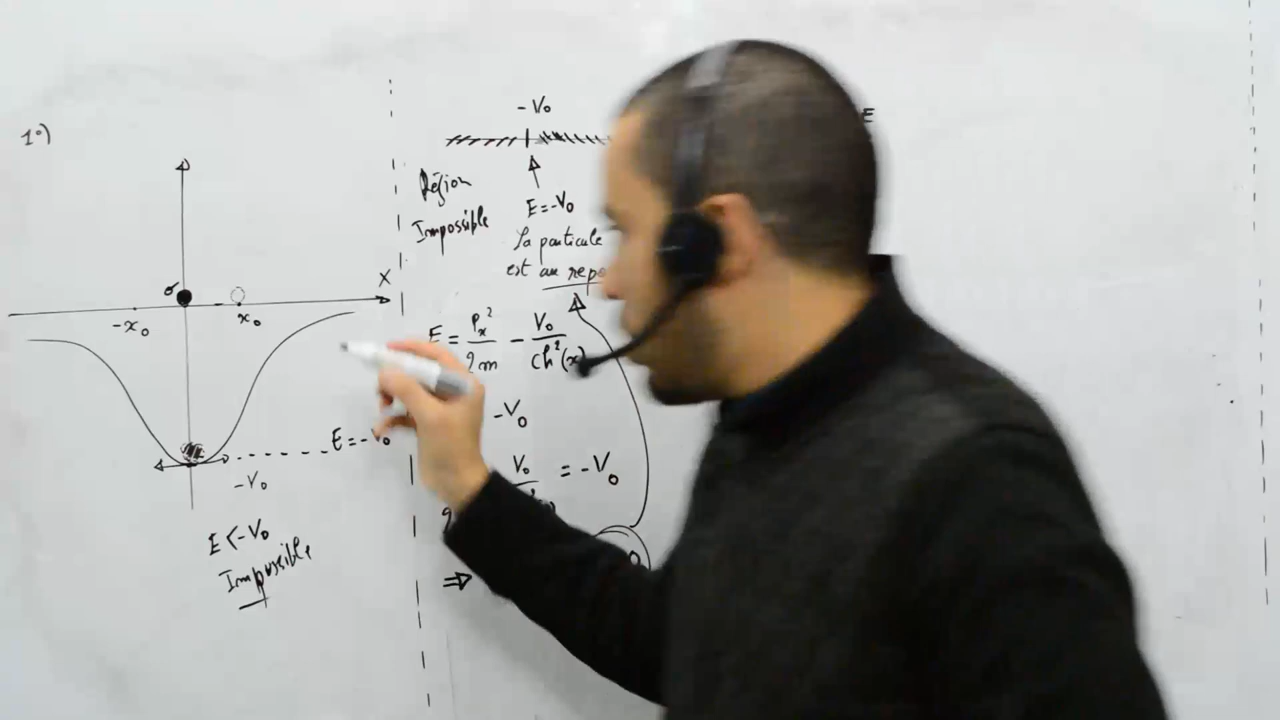 1°)
X
o
-x₀
x₀
E = -V₀
-V₀
E < -V₀
Impossible
-V₀
Région
Impossible
E = -V₀
La particule
est au repo
E = Pₓ²/2m - V₀/ch²(x)
-V₀
V₀ = -V₀
⇒
E